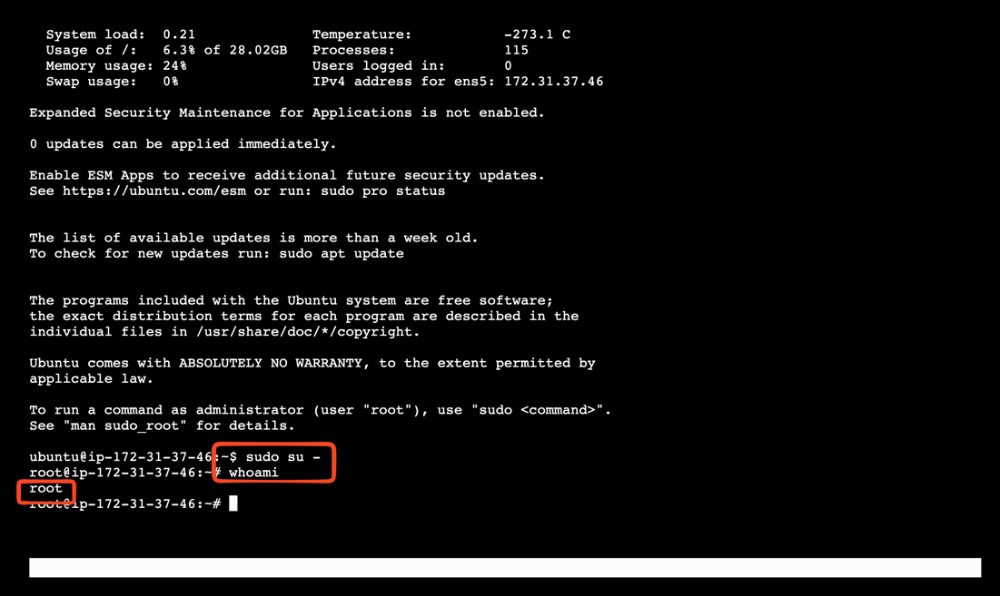 System load:  0.21               Temperature:           -273.1 C
Usage of /:   6.3% of 28.02GB   Processes:             115
Memory usage: 24%               Users logged in:       0
Swap usage:   0%                IPv4 address for ens5: 172.31.37.46
Expanded Security Maintenance for Applications is not enabled.
0 updates can be applied immediately.
Enable ESM Apps to receive additional future security updates.
See https://ubuntu.com/esm or run: sudo pro status
The list of available updates is more than a week old.
To check for new updates run: sudo apt update
The programs included with the Ubuntu system are free software;
the exact distribution terms for each program are described in the
individual files in /usr/share/doc/*/copyright.
Ubuntu comes with ABSOLUTELY NO WARRANTY, to the extent permitted by
applicable law.
To run a command as administrator (user "root"), use "sudo <command>".
See "man sudo_root" for details.
ubuntu@ip-172-31-37-46:~$ sudo su -
root@ip-172-31-37-46:~# whoami
root
root@ip-172-31-37-46:~#